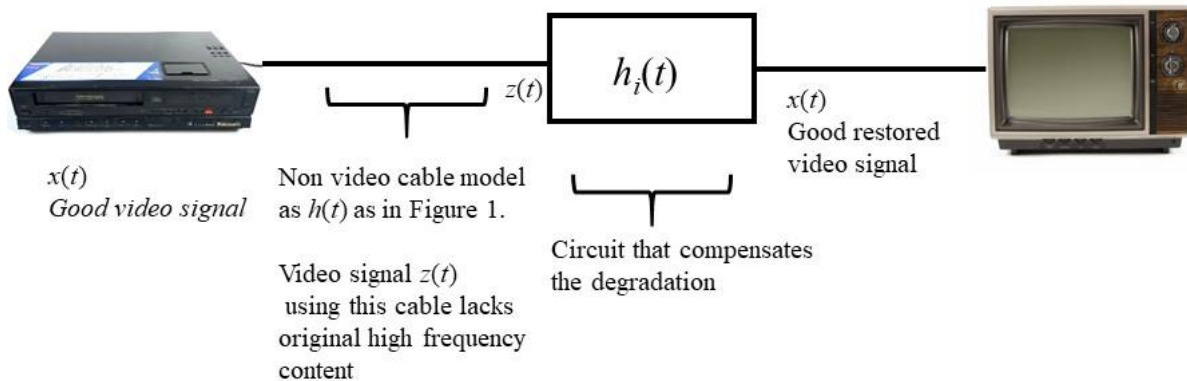 h_i(t)
z(t)
x(t)
Good restored
video signal
x(t)
Good video signal
Non video cable model
as h(t) as in Figure 1.
Video signal z(t)
using this cable lacks
original high frequency
content
Circuit that compensates
the degradation